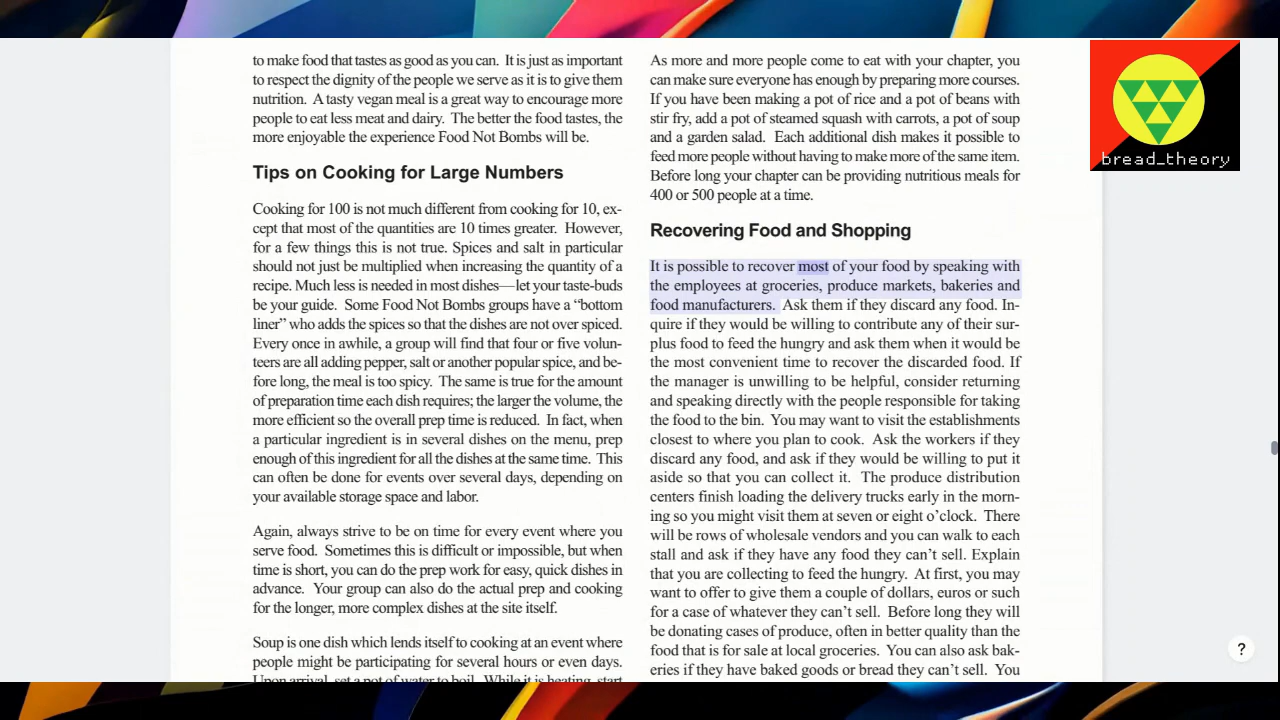 to make food that tastes as good as you can. It is just as important
to respect the dignity of the people we serve as it is to give them
nutrition. A tasty vegan meal is a great way to encourage more
people to eat less meat and dairy. The better the food tastes, the
more enjoyable the experience Food Not Bombs will be.
Tips on Cooking for Large Numbers
Cooking for 100 is not much different from cooking for 10, ex-
cept that most of the quantities are 10 times greater. However,
for a few things this is not true. Spices and salt in particular
should not just be multiplied when increasing the quantity of a
recipe. Much less is needed in most dishes—let your taste-buds
be your guide. Some Food Not Bombs groups have a “bottom
liner” who adds the spices so that the dishes are not over spiced.
Every once in awhile, a group will find that four or five volun-
teers are all adding pepper, salt or another popular spice, and be-
fore long, the meal is too spicy. The same is true for the amount
of preparation time each dish requires; the larger the volume, the
more efficient so the overall prep time is reduced. In fact, when
a particular ingredient is in several dishes on the menu, prep
enough of this ingredient for all the dishes at the same time. This
can often be done for events over several days, depending on
your available storage space and labor.
Again, always strive to be on time for every event where you
serve food. Sometimes this is difficult or impossible, but when
time is short, you can do the prep work for easy, quick dishes in
advance. Your group can also do the actual prep and cooking
for the longer, more complex dishes at the site itself.
Soup is one dish which lends itself to cooking at an event where
people might be participating for several hours or even days.
Upon arrival, set a pot of water to boil. While it is heating, start
As more and more people come to eat with your chapter, you
can make sure everyone has enough by preparing more courses.
If you have been making a pot of rice and a pot of beans with
stir fry, add a pot of steamed squash with carrots, a pot of soup
and a garden salad. Each additional dish makes it possible to
feed more people without having to make more of the same item.
Before long your chapter can be providing nutritious meals for
400 or 500 people at a time.
Recovering Food and Shopping
It is possible to recover most of your food by speaking with
the employees at groceries, produce markets, bakeries and
food manufacturers. Ask them if they discard any food. In-
quire if they would be willing to contribute any of their sur-
plus food to feed the hungry and ask them when it would be
the most convenient time to recover the discarded food. If
the manager is unwilling to be helpful, consider returning
and speaking directly with the people responsible for taking
the food to the bin. You may want to visit the establishments
closest to where you plan to cook. Ask the workers if they
discard any food, and ask if they would be willing to put it
aside so that you can collect it. The produce distribution
centers finish loading the delivery trucks early in the morn-
ing so you might visit them at seven or eight o’clock. There
will be rows of wholesale vendors and you can walk to each
stall and ask if they have any food they can’t sell. Explain
that you are collecting to feed the hungry. At first, you may
want to offer to give them a couple of dollars, euros or such
for a case of whatever they can’t sell. Before long they will
be donating cases of produce, often in better quality than the
food that is for sale at local groceries. You can also ask bak-
eries if they have baked goods or bread they can’t sell. You
bread_theory
?